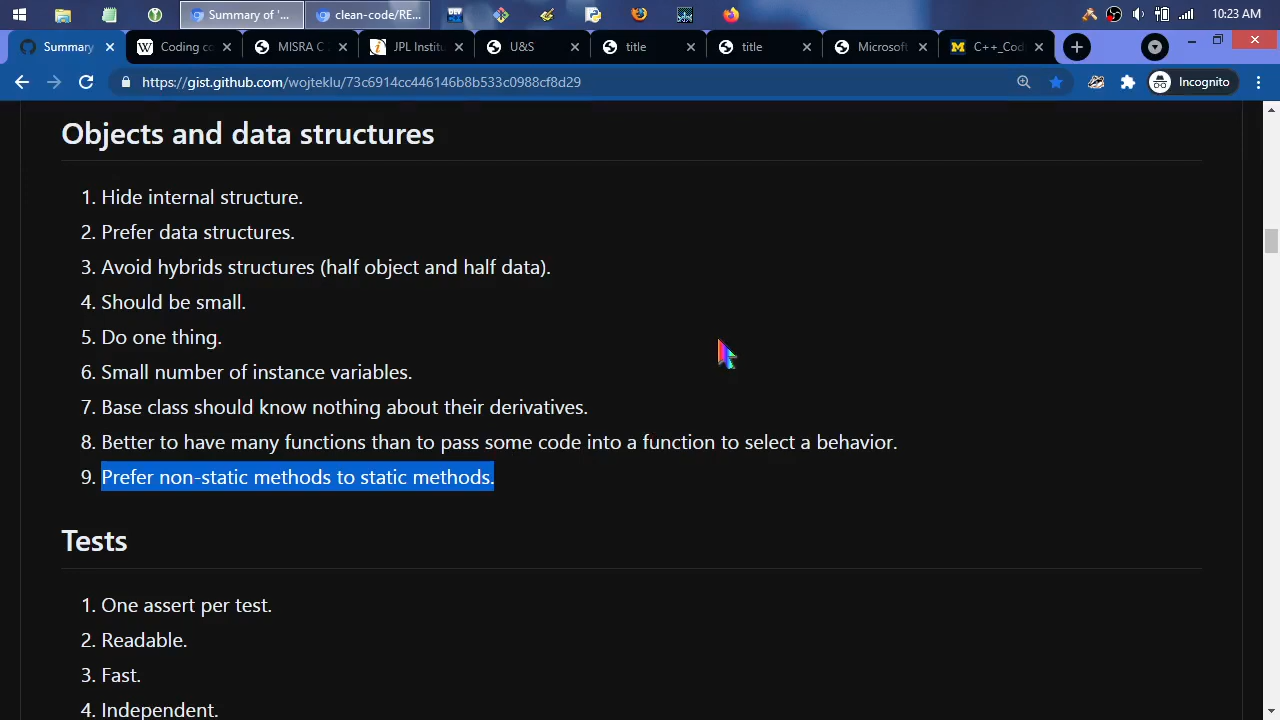 Summary of '...
clean-code/RE...
10:23 AM
Summary
Coding co
MISRA C 2
JPL Institu
U&S
title
title
Microsoft
C++_Cod
https://gist.github.com/wojteklu/73c6914cc446146b8b533c0988cf8d29
Incognito
Objects and data structures
1. Hide internal structure.
2. Prefer data structures.
3. Avoid hybrids structures (half object and half data).
4. Should be small.
5. Do one thing.
6. Small number of instance variables.
7. Base class should know nothing about their derivatives.
8. Better to have many functions than to pass some code into a function to select a behavior.
9. Prefer non-static methods to static methods.
Tests
1. One assert per test.
2. Readable.
3. Fast.
4. Independent.